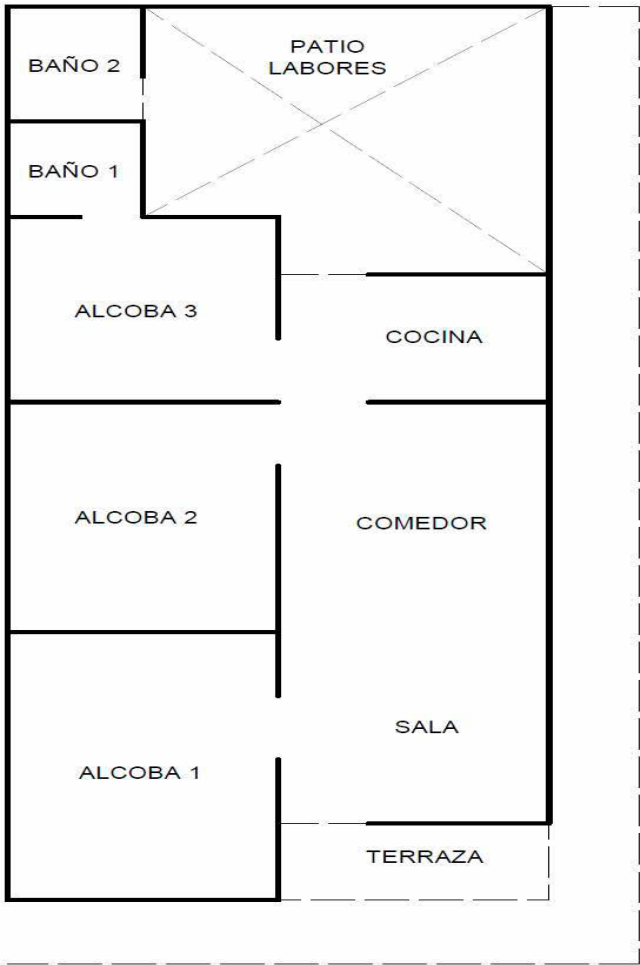 PATIO
LABORES
BAÑO 2
BAÑO 1
ALCOBA 3
COCINA
ALCOBA 2
COMEDOR
SALA
ALCOBA 1
TERRAZA